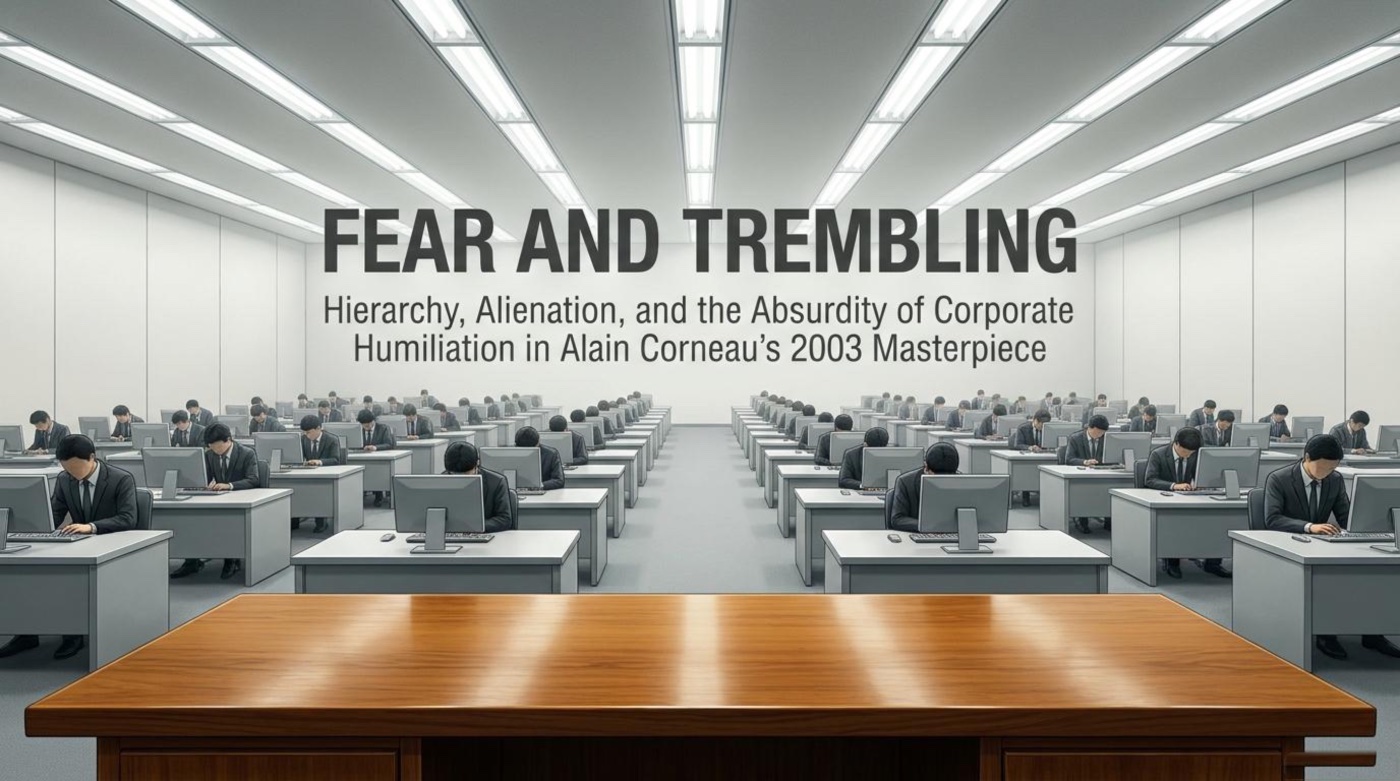 FEAR AND TREMBLING
Hierarchy, Alienation, and the Absurdity of Corporate
Humiliation in Alain Corneau's 2003 Masterpiece